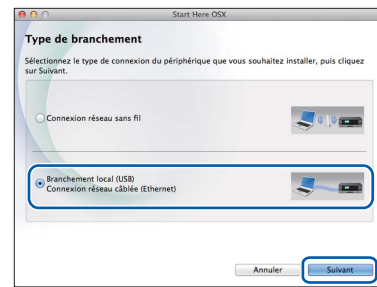 Start Here OSX
Type de branchement
Sélectionnez le type de connexion du périphérique que vous souhaitez installer, puis cliquez
sur Suivant.
Connexion réseau sans fil
Branchement local (USB)
Connexion réseau câblée (Ethernet)
Annuler
Suivant